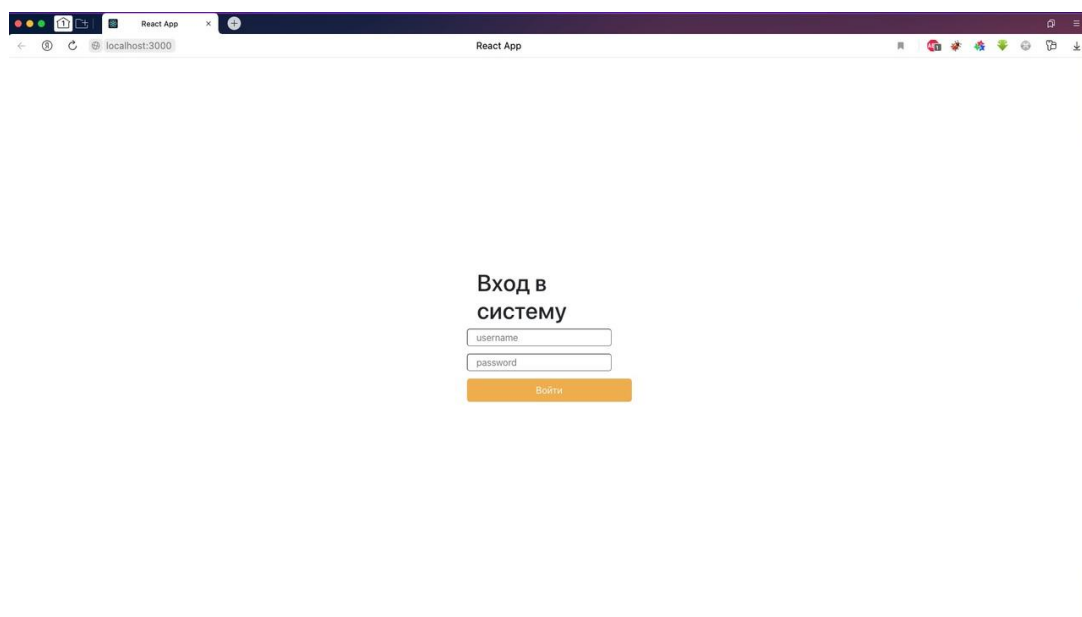 React App
localhost:3000
React App
Вход в
систему
username
password
Войти